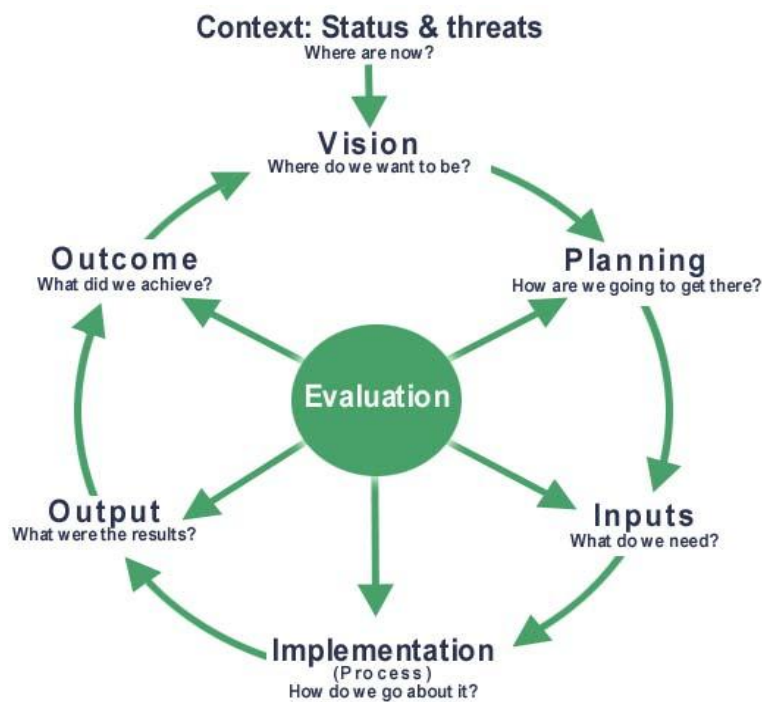 Context: Status & threats
Where are now?
Vision
Where do we want to be?
Outcome
What did we achieve?
Planning
How are we going to get there?
Evaluation
Output
What were the results?
Inputs
What do we need?
Implementation
(Process)
How do we go about it?